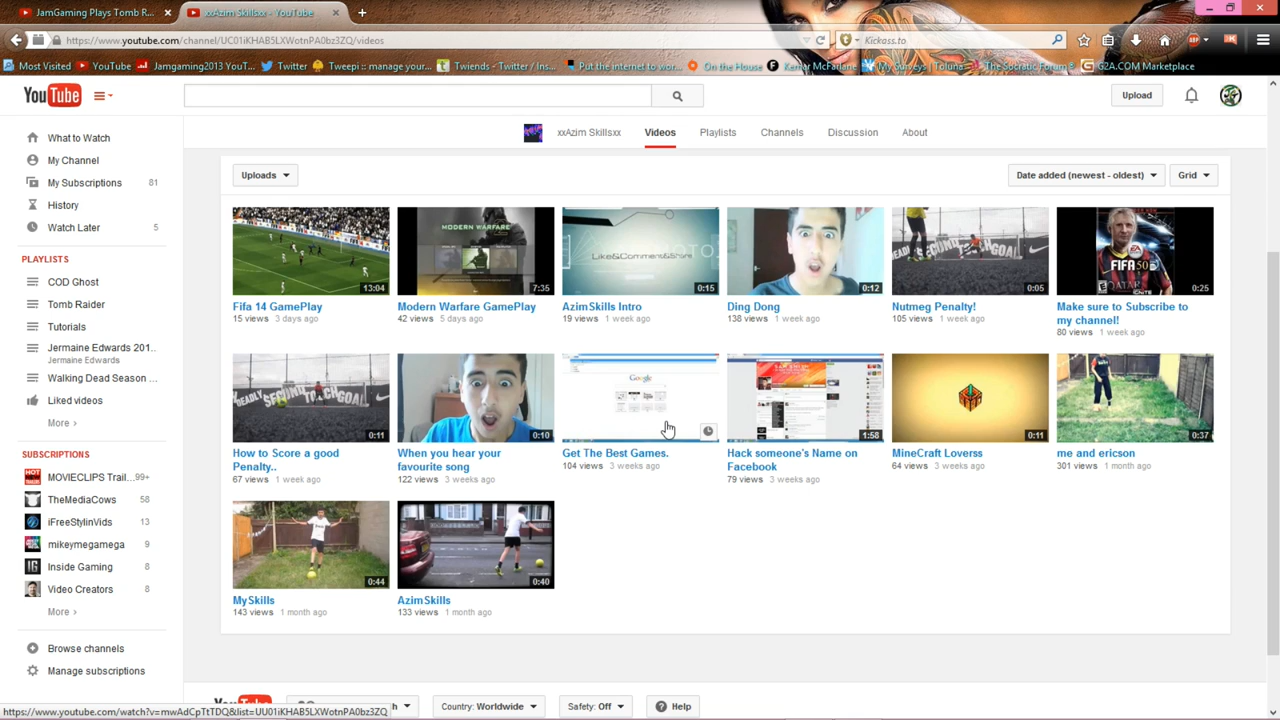 JamGaming Plays Tomb R...
xxAzim Skillsxx - YouTube
https://www.youtube.com/channel/UC01iKHAB5LXWotnPA0bz3ZQ/videos
Kickass.to
Most Visited YouTube Jamgaming2013 YouT... Twitter Tweepi :: manage your... Twiends - Twitter / Ins... Put the internet to wor... On the House Kemar McFarlane My Surveys | Toluna The Socratic Forum® G2A.COM Marketplace
YouTube
Upload
xxAzim Skillsxx Videos Playlists Channels Discussion About
Uploads
Date added (newest - oldest) Grid
What to Watch
My Channel
My Subscriptions 81
History
Watch Later 5
PLAYLISTS
COD Ghost
Tomb Raider
Tutorials
Jermaine Edwards 201..
Jermaine Edwards
Walking Dead Season ...
Liked videos
More >
SUBSCRIPTIONS
MOVIECLIPS Trail... 99+
TheMediaCows 58
iFreeStylinVids 13
mikeymegamega 9
Inside Gaming 8
Video Creators 8
More >
Browse channels
Manage subscriptions
13:04
MODERN WARFARE
7:35
Like&Comment&Share
0:15
0:12
0:05
FIFA 50
QATAR
0:25
Fifa 14 GamePlay
15 views 3 days ago
Modern Warfare GamePlay
42 views 5 days ago
AzimSkills Intro
19 views 1 week ago
Ding Dong
138 views 1 week ago
Nutmeg Penalty!
105 views 1 week ago
Make sure to Subscribe to
my channel!
80 views 1 week ago
0:11
0:10
Google
1:58
0:11
0:37
How to Score a good
Penalty..
67 views 1 week ago
When you hear your
favourite song
122 views 3 weeks ago
Get The Best Games.
104 views 3 weeks ago
Hack someone's Name on
Facebook
79 views 3 weeks ago
MineCraft Loverss
64 views 3 weeks ago
me and ericson
301 views 1 month ago
0:44
0:40
MySkills
143 views 1 month ago
AzimSkills
133 views 1 month ago
Country: Worldwide Safety: Off Help
https://www.youtube.com/watch?v=mwAdCpTtTDQ&list=UU01iKHAB5LXWotnPA0bz3ZQ